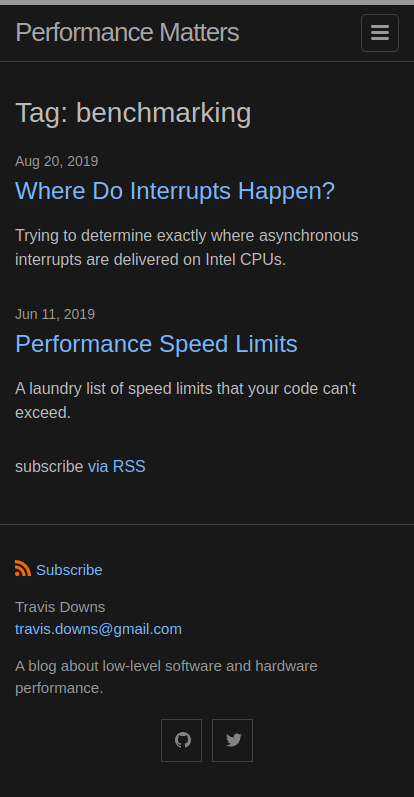 Performance Matters
Tag: benchmarking
Aug 20, 2019
Where Do Interrupts Happen?
Trying to determine exactly where asynchronous
interrupts are delivered on Intel CPUs.
Jun 11, 2019
Performance Speed Limits
A laundry list of speed limits that your code can't
exceed.
subscribe via RSS
Subscribe
Travis Downs
travis.downs@gmail.com
A blog about low-level software and hardware
performance.